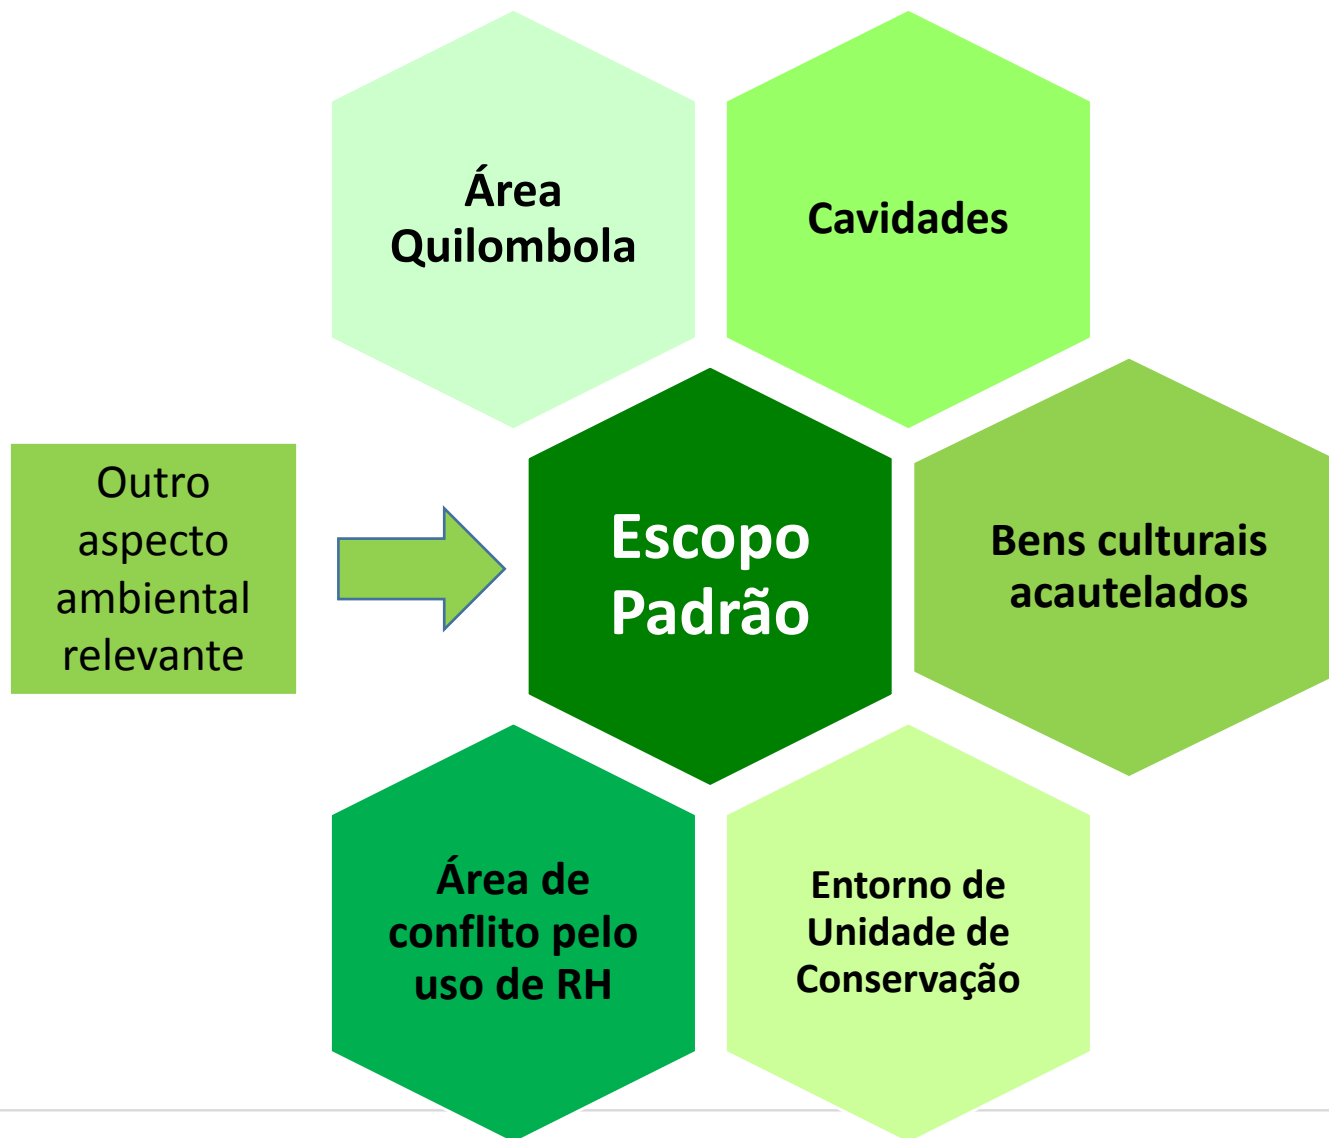 Área
Quilombola
Cavidades
Outro
aspecto
ambiental
relevante
Escopo
Padrão
Bens culturais
acautelados
Área de
conflito pelo
uso de RH
Entorno de
Unidade de
Conservação